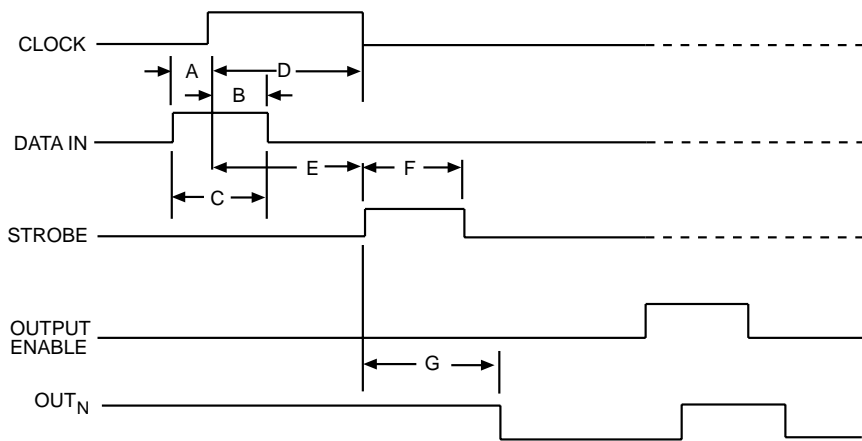 CLOCK
A
D
B
DATA IN
E
F
C
STROBE
OUTPUT
ENABLE
G
OUTN